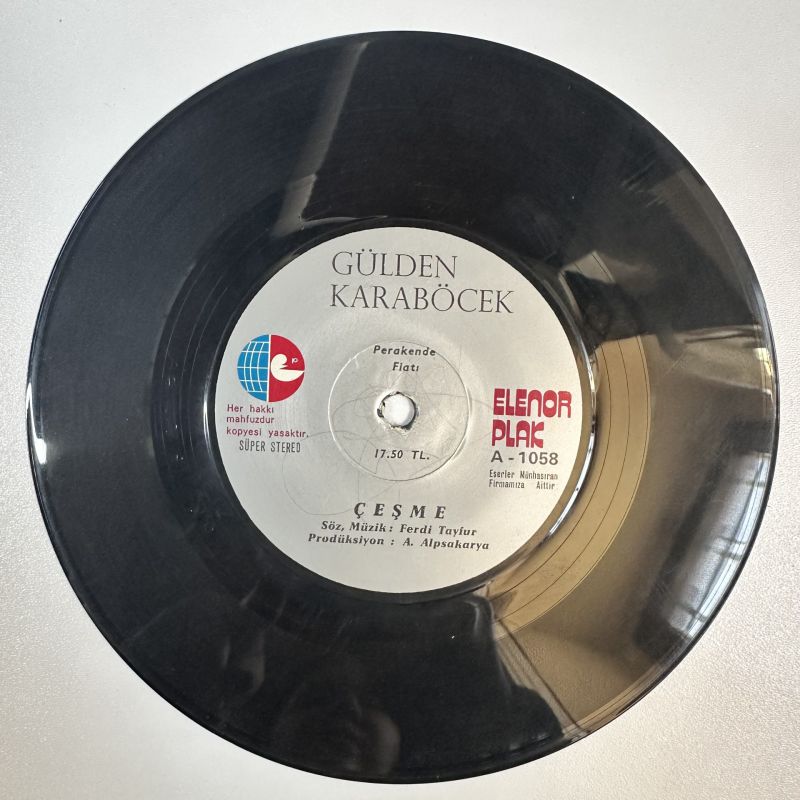 GÜLDEN
KARABÖCEK
Perakende
Fiatı
Her hakkı
mahfuzdur
kopyesi yasaktır.
SÜPER STEREO
17.50 TL.
ELENOR
PLAK
A - 1058
Eserler Münhasıran
Firmamıza Aittir.
ÇEŞME
Söz, Müzik : Ferdi Tayfur
Prodüksiyon : A. Alpsakarya